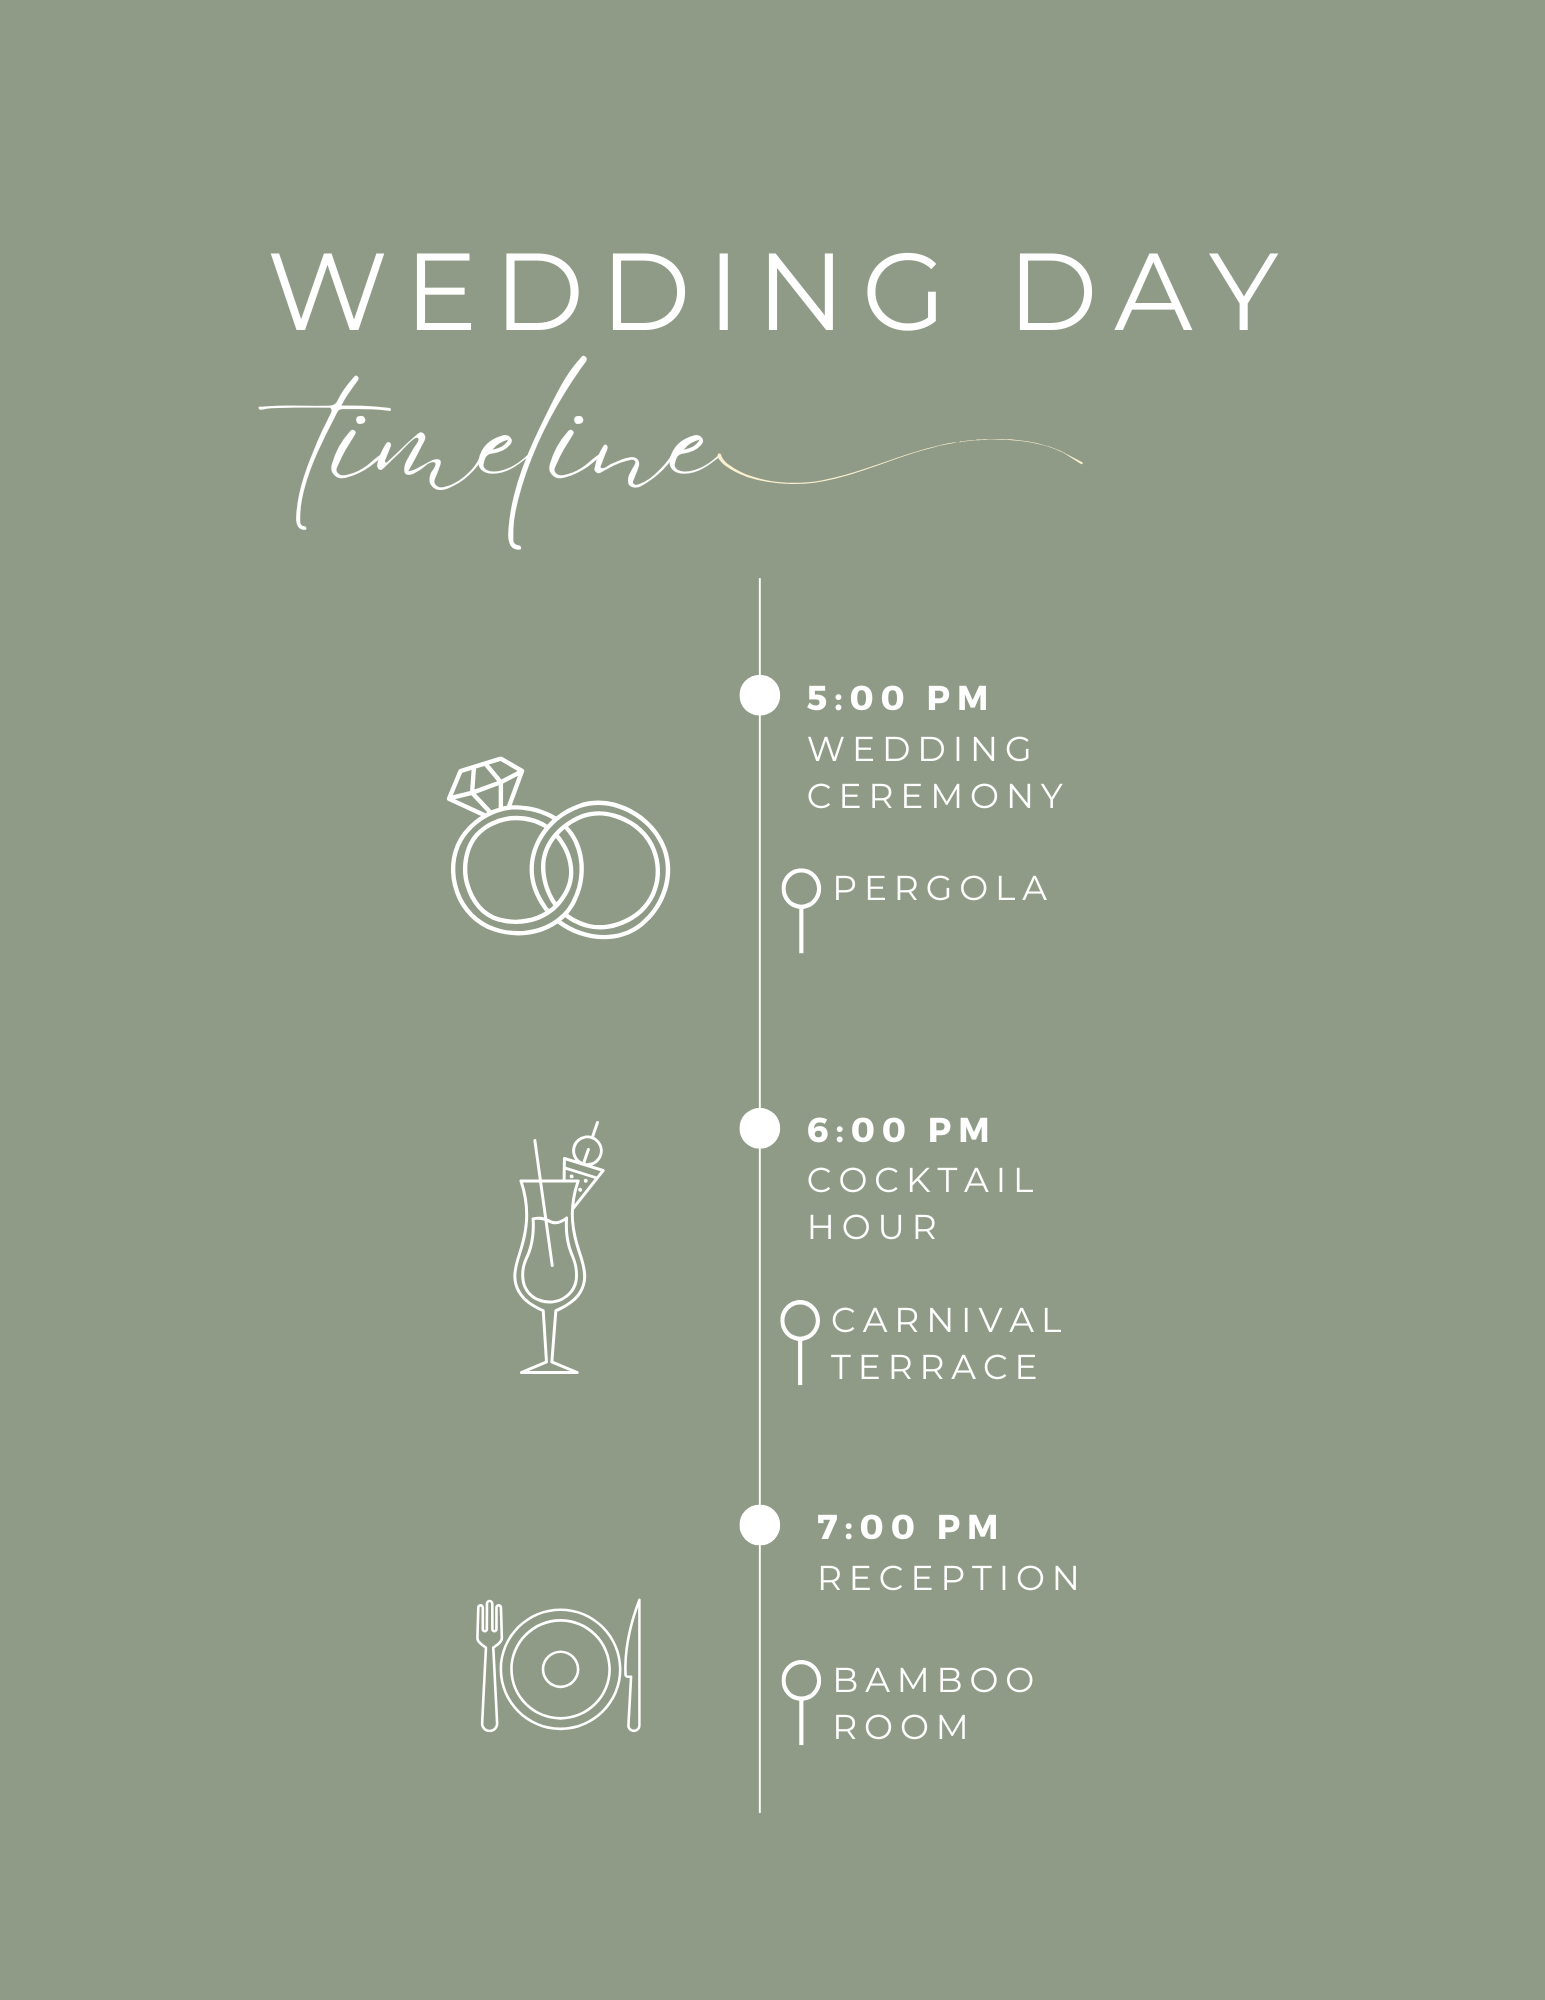 WEDDING DAY
timeline
5:00 PM
WEDDING
CEREMONY
PERGOLA
6:00 PM
COCKTAIL
HOUR
CARNIVAL
TERRACE
7:00 PM
RECEPTION
BAMBOO
ROOM